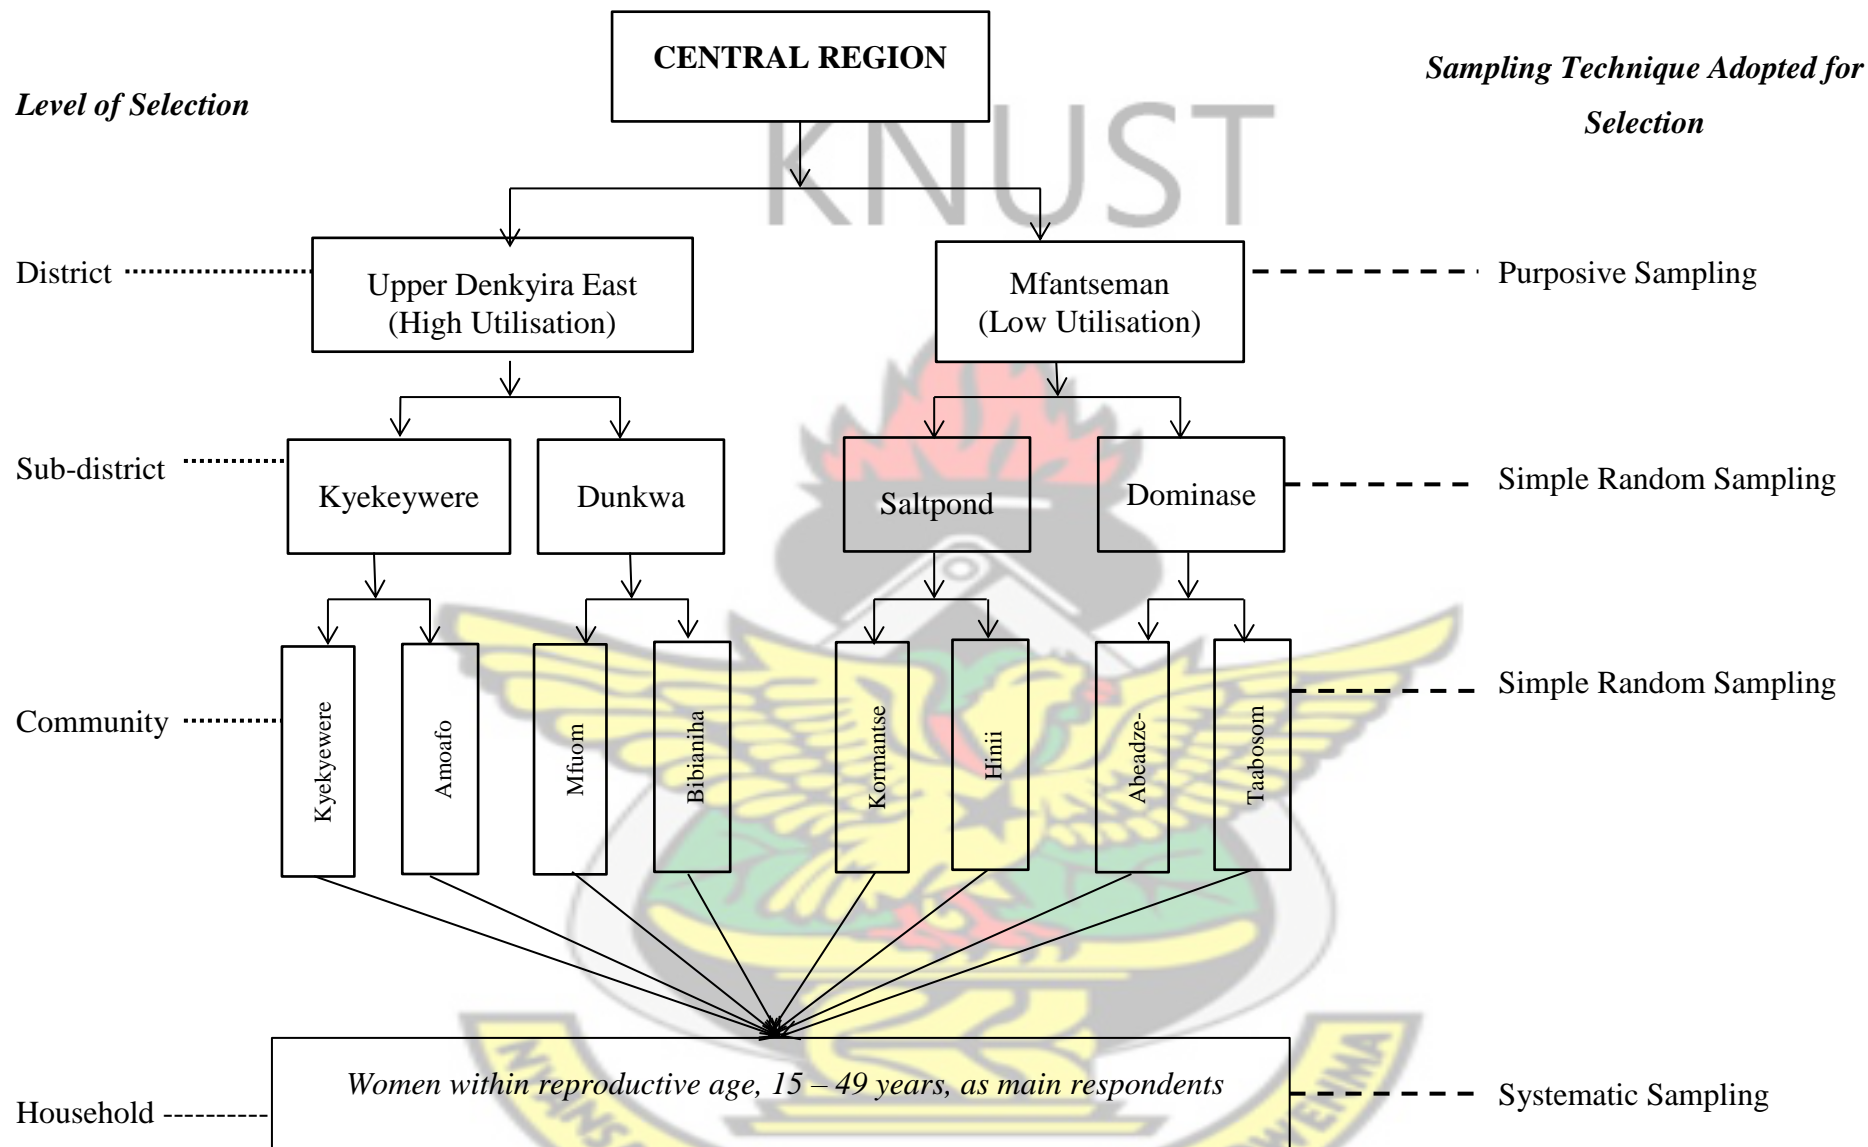 CENTRAL REGION
Level of Selection
Sampling Technique Adopted for
Selection
KNUST
District
Upper Denkyira East
(High Utilisation)
Mfantseman
(Low Utilisation)
Purposive Sampling
Sub-district
Kyekeywere
Dunkwa
Saltpond
Dominase
Simple Random Sampling
Community
Kyekyewere
Amoafo
Mfuom
Bibianiha
Kormantse
Hinii
Abeadze-
Taabosom
Simple Random Sampling
Household
Women within reproductive age, 15 – 49 years, as main respondents
Systematic Sampling